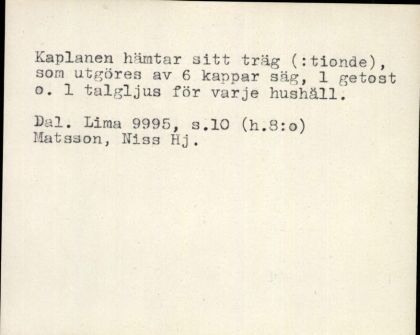 Kaplanen hämtar sitt träg (:tionde),
som utgöres av 6 kappar säg, 1 getost
o. 1 talgljus för varje hushåll.
Dal. Lima 9995, s.10 (h.8:o)
Matsson, Niss Hj.